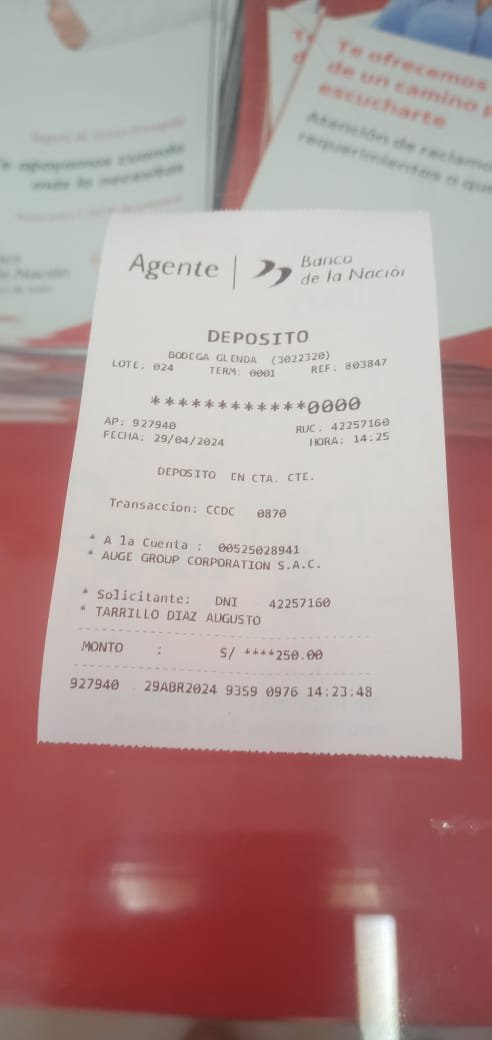 Te ofrecemos
de un camino
escucharte
Atención de reclamos
requerimientos o
te apoyamos cuando
más lo necesitas
Agente | Banco
de la Nación
DEPOSITO
BODEGA GLENDA (3022320)
LOTE: 024 TERM: 0001 REF: 803847
************0000
AP: 927940 RUC: 42257160
FECHA: 29/04/2024 HORA: 14:25
DEPOSITO EN CTA. CTE.
Transaccion: CCDC 0870
* A la Cuenta : 00525028941
* AUGE GROUP CORPORATION S.A.C.
* Solicitante: DNI 42257160
* TARRILLO DIAZ AUGUSTO
MONTO : S/ ****250.00
927940 29ABR2024 9359 0976 14:23:48